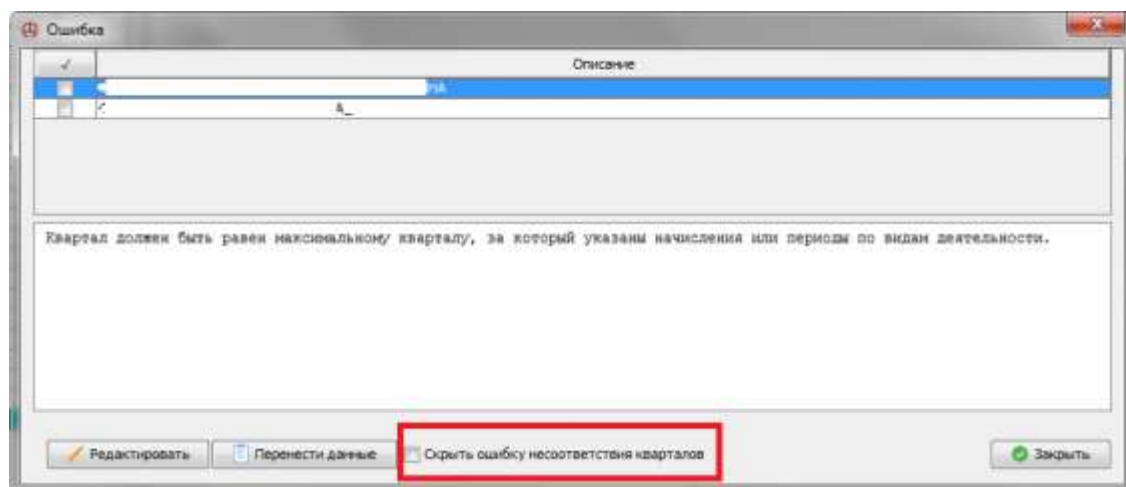 Ошибка
✓ Описание
А
Квартал должен быть равен максимальному кварталу, за который указаны начисления или периоды по видам деятельности.
Редактировать Перенести данные Скрыть ошибку несоответствия кварталов Закрыть